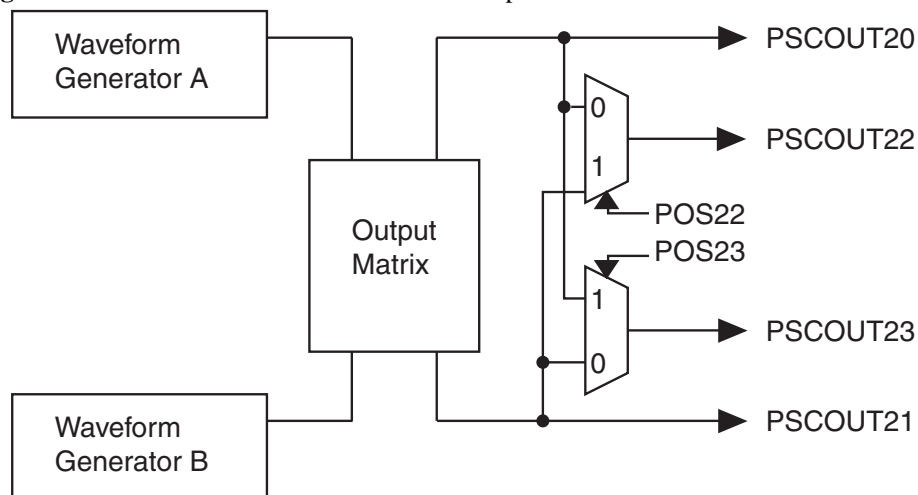 Waveform
Generator A
PSCOUT20
0
PSCOUT22
1
POS22
Output
Matrix
POS23
1
PSCOUT23
0
Waveform
Generator B
PSCOUT21